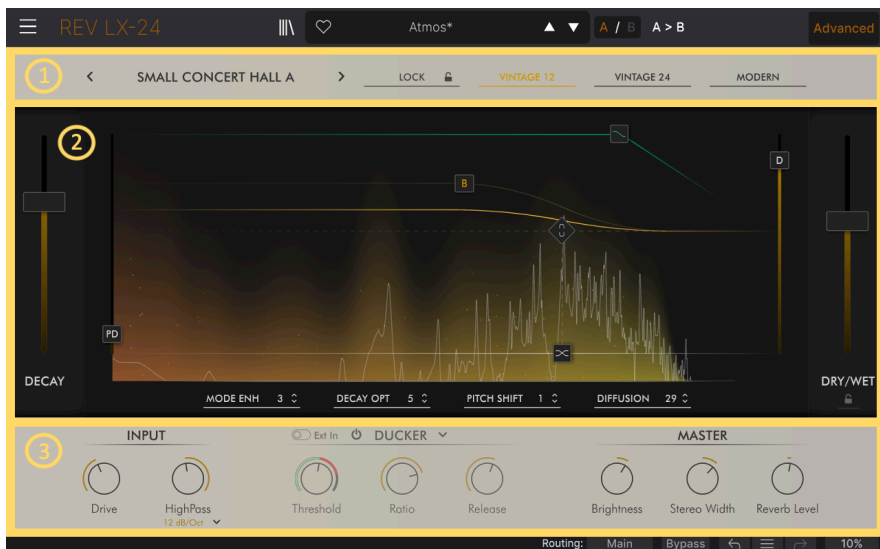 REV LX-24
Atmos*
A / B
A > B
Advanced
1
SMALL CONCERT HALL A
LOCK
VINTAGE 12
VINTAGE 24
MODERN
2
D
B
PD
DECAY
DRY/WET
MODE ENH 3
DECAY OPT 5
PITCH SHIFT 1
DIFFUSION 29
3
INPUT
Ext In
DUCKER
MASTER
Drive
HighPass
Threshold
Ratio
Release
Brightness
Stereo Width
Reverb Level
12 dB/Oct
Routing: Main
Bypass
10%